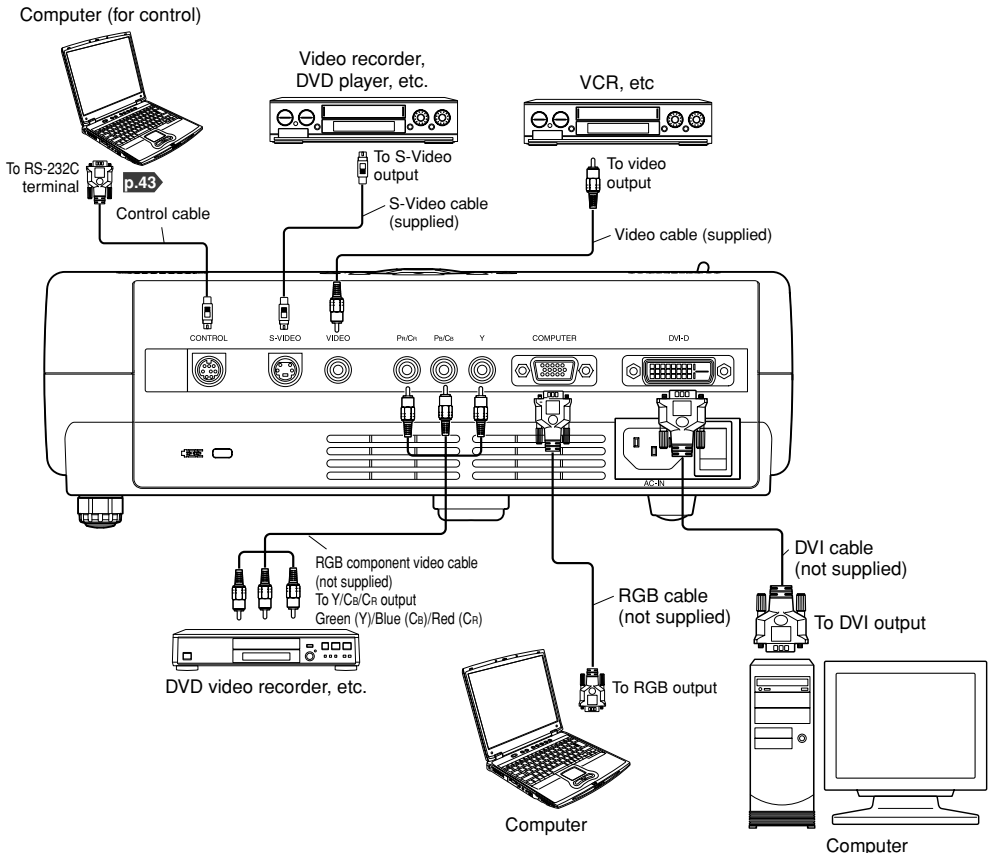 Computer (for control)
Video recorder,
DVD player, etc.
VCR, etc
To RS-232C
terminal
p.43
To S-Video
output
To video
output
Control cable
S-Video cable
(supplied)
Video cable (supplied)
CONTROL
S-VIDEO
VIDEO
PR/CR
PB/CB
Y
COMPUTER
DVI-D
AC-IN
RGB component video cable
(not supplied)
To Y/CB/CR output
Green (Y)/Blue (CB)/Red (CR)
DVD video recorder, etc.
RGB cable
(not supplied)
To RGB output
Computer
DVI cable
(not supplied)
To DVI output
Computer